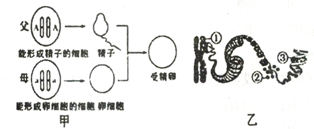 父 A A
能形成精子的细胞 精子
受精卵
母
能形成卵细胞的细胞 卵细胞
甲
①
②
③
乙